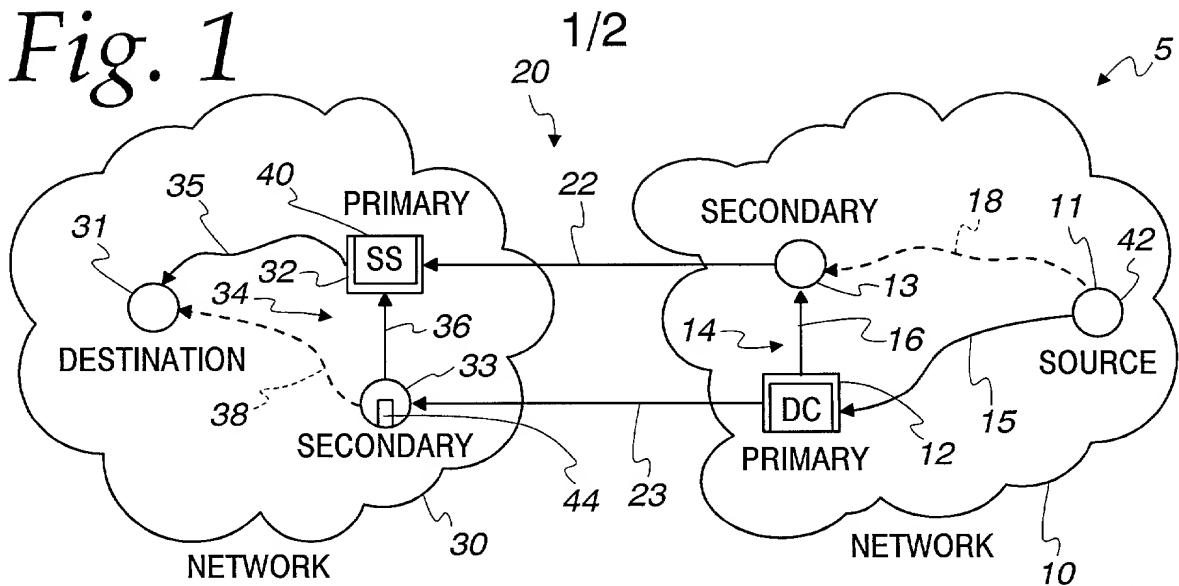 Fig. 1
1/2
5
20
40
35
PRIMARY
22
SECONDARY
18
11
42
31
SS
32
34
13
36
14
16
DESTINATION
33
SOURCE
38
DC
15
SECONDARY
PRIMARY
12
44
23
30
NETWORK
NETWORK
10